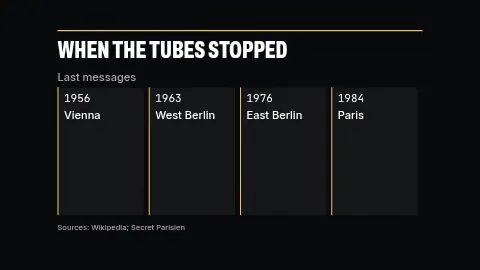 WHEN THE TUBES STOPPED
Last messages
1956
Vienna
1963
West Berlin
1976
East Berlin
1984
Paris
Sources: Wikipedia; Secret Parisien